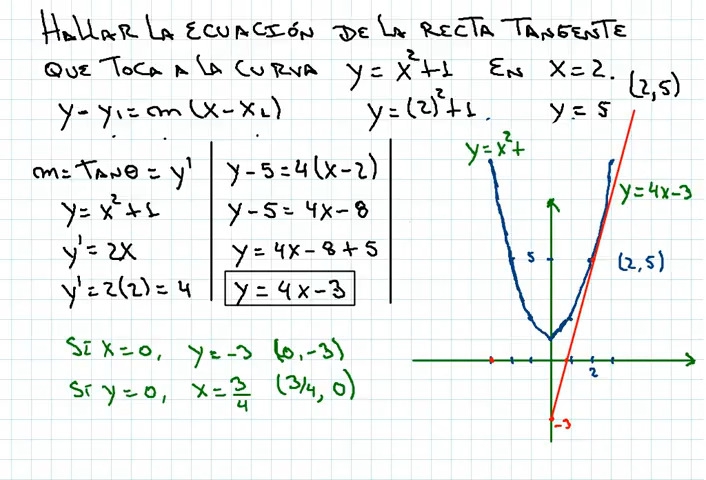 HALLAR LA ECUACIÓN DE LA RECTA TANGENTE
QUE TOCA A LA CURVA y = x²+1 EN X=2.
y-y₁=m(x-x₁) y=(2)²+1. y=5 (2,5)
m=TANθ=y'
y=x²+1
y'=2x
y'=2(2)=4
y-5=4(x-2)
y-5=4x-8
y=4x-8+5
y=4x-3
SI x=0, y=-3 (0,-3)
SI y=0, x=3/4 (3/4, 0)
y=x²+
y=4x-3
5
(2,5)
2
-3